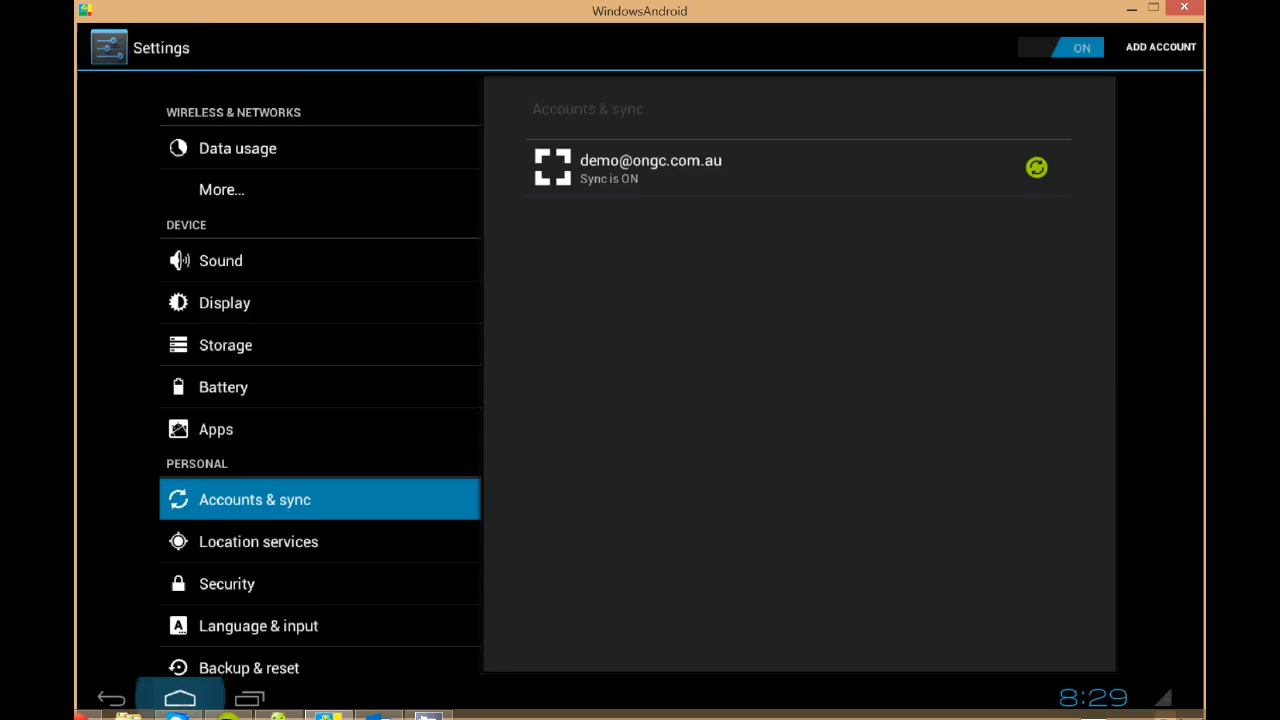 WindowsAndroid
Settings
ON
ADD ACCOUNT
WIRELESS & NETWORKS
Data usage
More...
DEVICE
Sound
Display
Storage
Battery
Apps
PERSONAL
Accounts & sync
Location services
Security
Language & input
Backup & reset
Accounts & sync
demo@ongc.com.au
Sync is ON
8:29